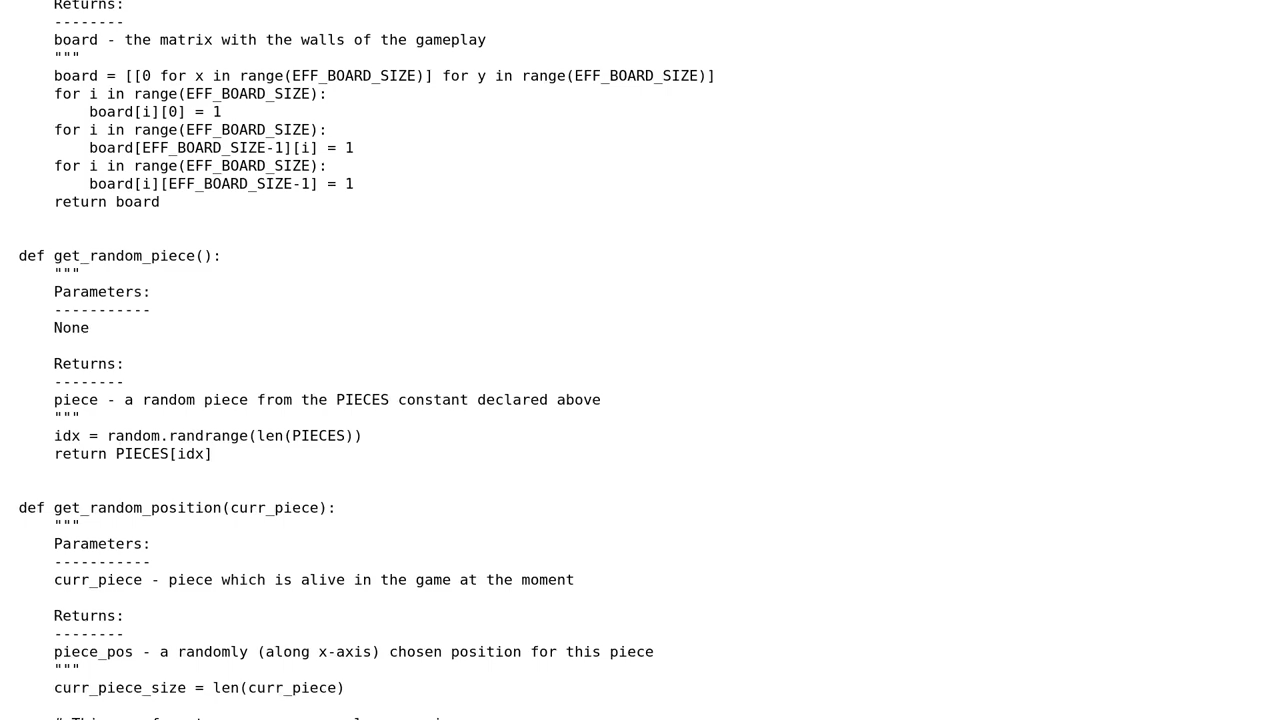 Returns:
--------
board - the matrix with the walls of the gameplay
"""
board = [[0 for x in range(EFF_BOARD_SIZE)] for y in range(EFF_BOARD_SIZE)]
for i in range(EFF_BOARD_SIZE):
board[i][0] = 1
for i in range(EFF_BOARD_SIZE):
board[EFF_BOARD_SIZE-1][i] = 1
for i in range(EFF_BOARD_SIZE):
board[i][EFF_BOARD_SIZE-1] = 1
return board
def get_random_piece():
"""
Parameters:
-----------
None
Returns:
--------
piece - a random piece from the PIECES constant declared above
"""
idx = random.randrange(len(PIECES))
return PIECES[idx]
def get_random_position(curr_piece):
"""
Parameters:
-----------
curr_piece - piece which is alive in the game at the moment
Returns:
--------
piece_pos - a randomly (along x-axis) chosen position for this piece
"""
curr_piece_size = len(curr_piece)